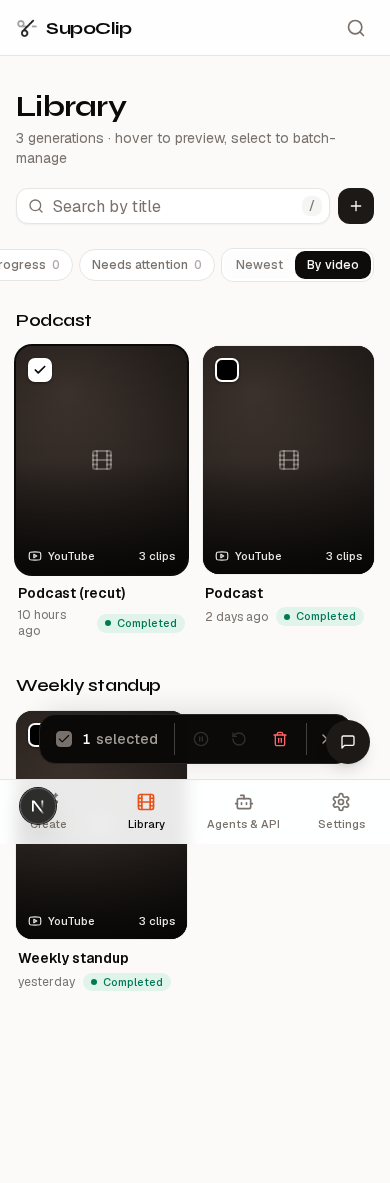 SupoClip
Library
3 generations · hover to preview, select to batch-
manage
Search by title
/
rogress 0
Needs attention 0
Newest
By video
Podcast
YouTube
3 clips
YouTube
3 clips
Podcast (recut)
10 hours
ago
Completed
Podcast
2 days ago
Completed
Weekly standup
1 selected
N
Create
Library
Agents & API
Settings
YouTube
3 clips
Weekly standup
yesterday
Completed